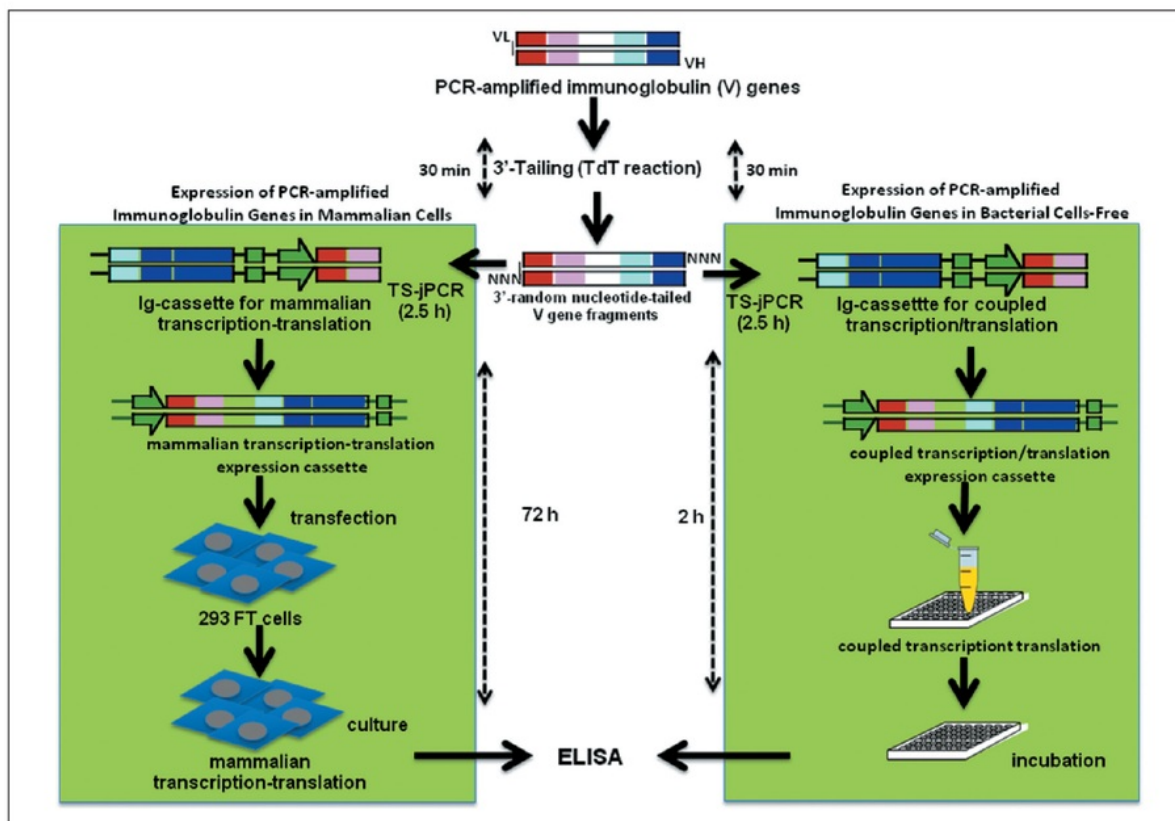 VL
VH
PCR-amplified immunoglobulin (V) genes
30 min
3'-Tailing (TdT reaction)
30 min
Expression of PCR-amplified
Immunoglobulin Genes in Mammalian Cells
Expression of PCR-amplified
Immunoglobulin Genes in Bacterial Cells-Free
NNN
NNN
3'-random nucleotide-tailed
V gene fragments
TS-jPCR
(2.5 h)
Ig-cassette for mammalian
transcription-translation
TS-jPCR
(2.5 h)
Ig-cassettte for coupled
transcription/translation
mammalian transcription-translation
expression cassette
coupled transcription/translation
expression cassette
transfection
72 h
2 h
293 FT cells
coupled transcriptiont translation
culture
mammalian
transcription-translation
ELISA
incubation